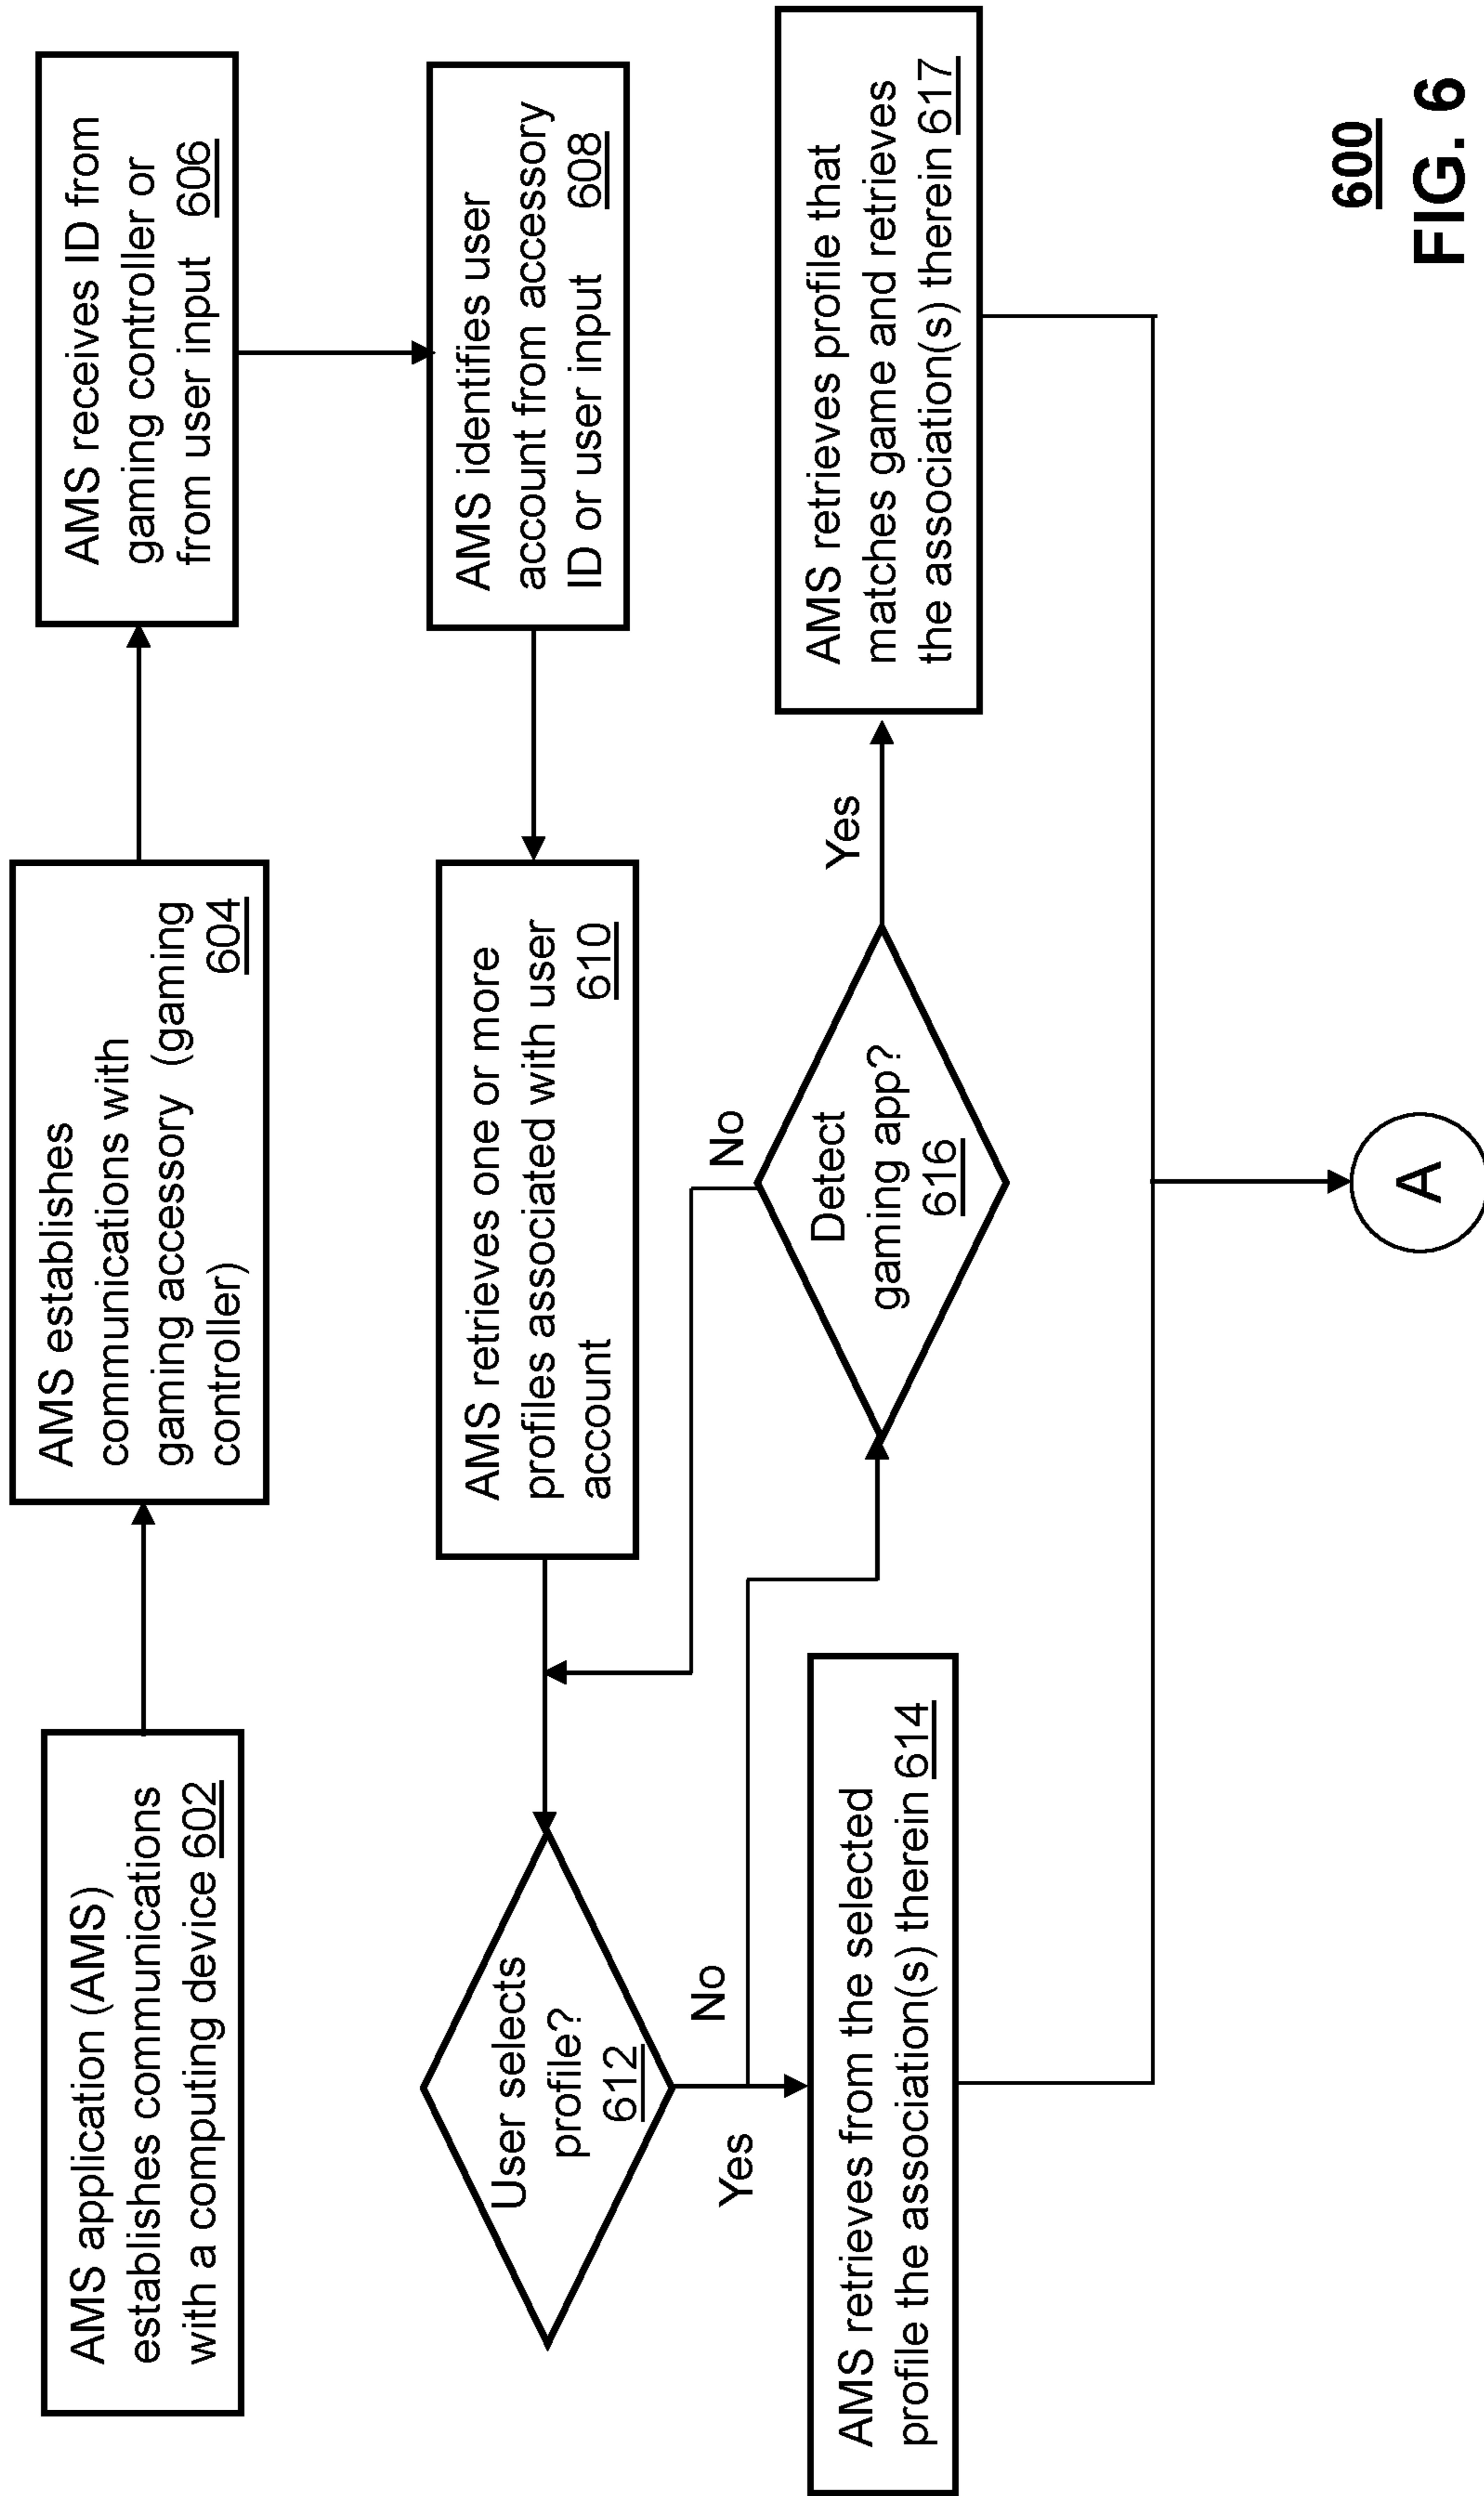 AMS application (AMS)
establishes communications
with a computing device 602
AMS establishes
communications with
gaming accessory (gaming
controller) 604
AMS receives ID from
gaming controller or
from user input 606
AMS identifies user
account from accessory
ID or user input 608
AMS retrieves one or more
profiles associated with user
account 610
User selects
profile?
612
No
Yes
AMS retrieves from the selected
profile the association(s) therein 614
Detect
gaming app?
616
No
Yes
AMS retrieves profile that
matches game and retrieves
the association(s) therein 617
A
600
FIG. 6